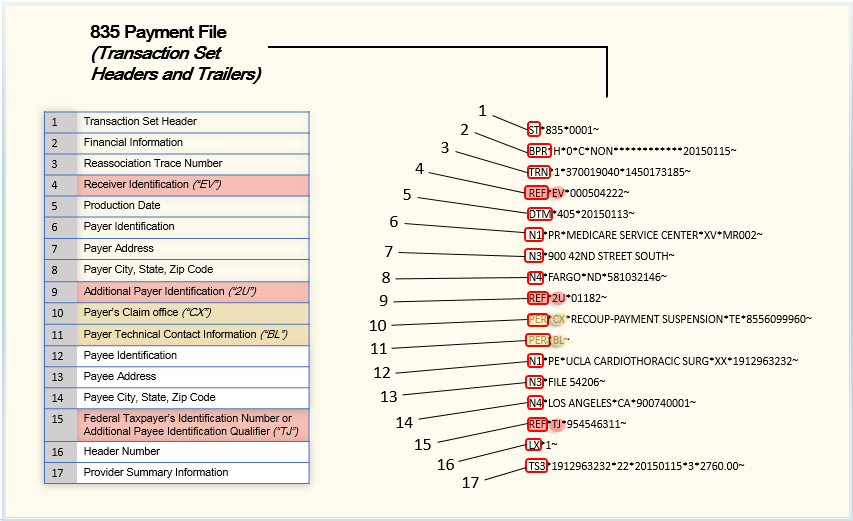 835 Payment File
(Transaction Set
Headers and Trailers)
1 Transaction Set Header
2 Financial Information
3 Reassociation Trace Number
4 Receiver Identification (“EV”)
5 Production Date
6 Payer Identification
7 Payer Address
8 Payer City, State, Zip Code
9 Additional Payer Identification (“2U”)
10 Payer’s Claim office (“CX”)
11 Payer Technical Contact Information (“BL”)
12 Payee Identification
13 Payee Address
14 Payee City, State, Zip Code
15 Federal Taxpayer’s Identification Number or
Additional Payee Identification Qualifier (“TJ”)
16 Header Number
17 Provider Summary Information
1 ST*835*0001~
2 BPR*H*0*C*NON************20150115~
3 TRN*1*370019040*1450173185~
4 REF*EV*000504222~
5 DTM*405*20150113~
6 N1*PR*MEDICARE SERVICE CENTER*XV*MR002~
7 N3*900 42ND STREET SOUTH~
8 N4*FARGO*ND*581032146~
9 REF*2U*01182~
10 PER*CX*RECOUP-PAYMENT SUSPENSION*TE*8556099960~
11 PER*BL~
12 N1*PE*UCLA CARDIOTHORACIC SURG*XX*1912963232~
13 N3*FILE 54206~
14 N4*LOS ANGELES*CA*900740001~
15 REF*TJ*954546311~
16 LX*1~
17 TS3*1912963232*22*20150115*3*2760.00~